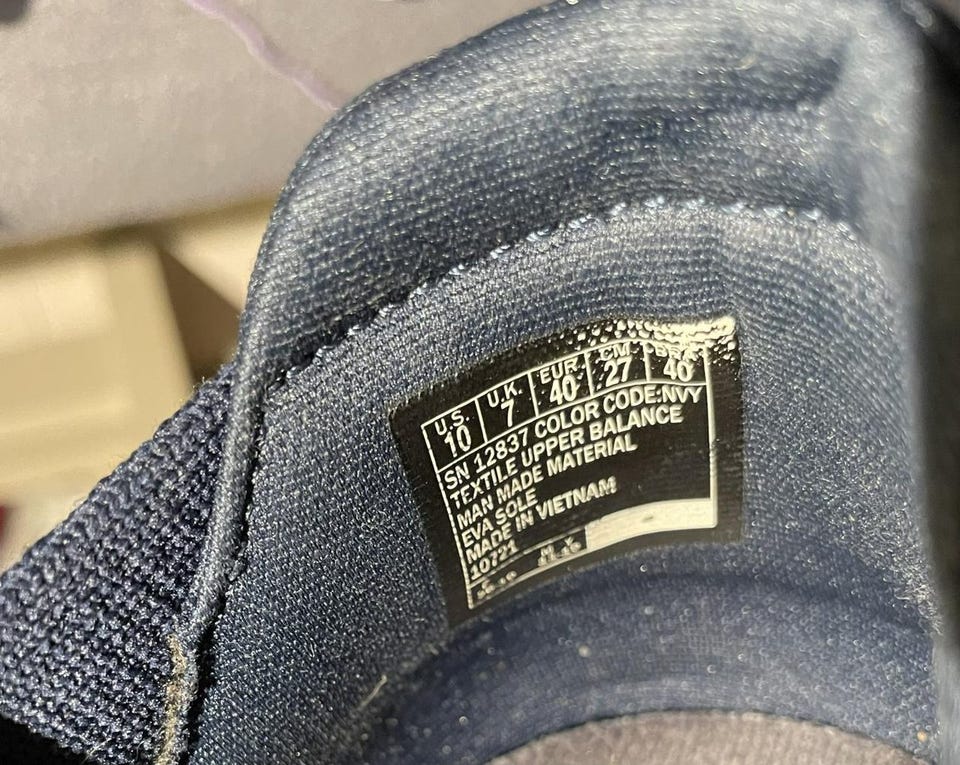 U.S. U.K. EUR CM BRA
10 7 40 27 40
SN 12837 COLOR CODE:NVY
TEXTILE UPPER BALANCE
MAN MADE MATERIAL
EVA SOLE
MADE IN VIETNAM
10721